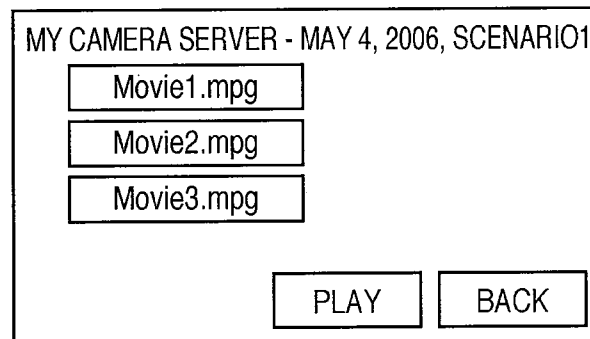 MY CAMERA SERVER - MAY 4, 2006, SCENARIO1
Movie1.mpg
Movie2.mpg
Movie3.mpg
PLAY BACK